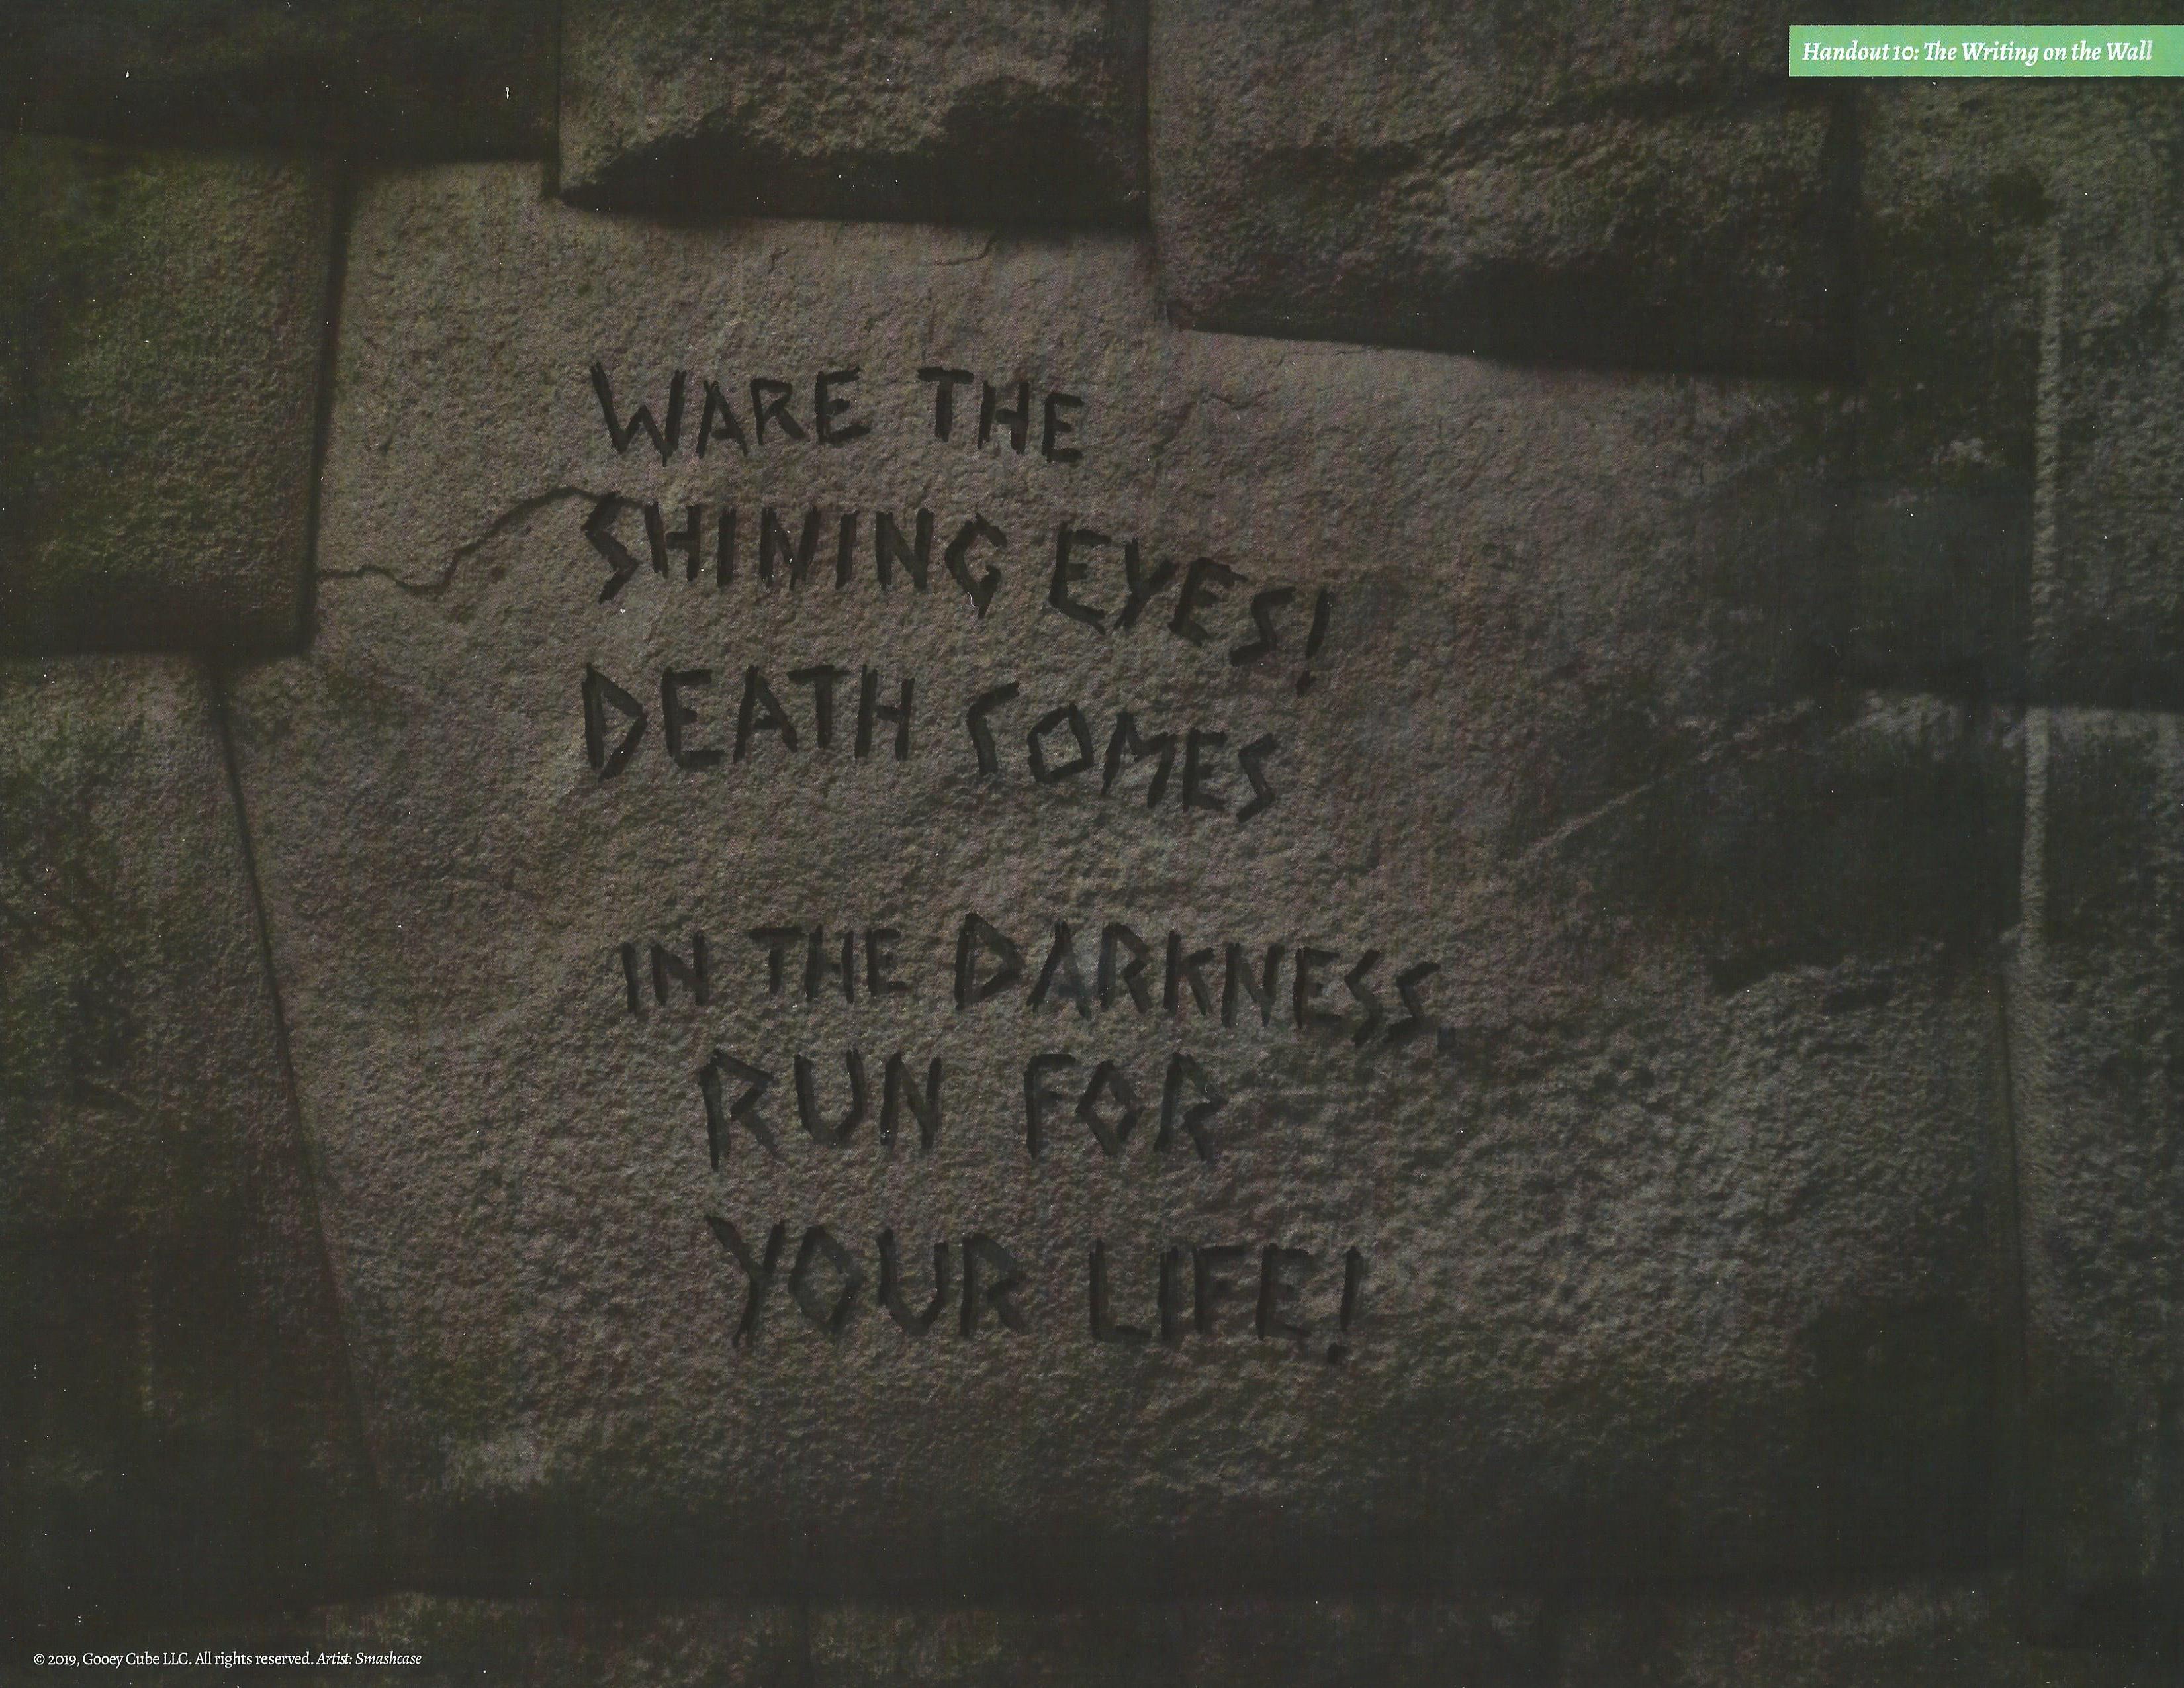 Handout 10: The Writing on the Wall
WARE THE
SHINING EYES!
DEATH COMES
IN THE DARKNESS.
RUN FOR
YOUR LIFE!
© 2019, Gooey Cube LLC. All rights reserved. Artist: Smashcase